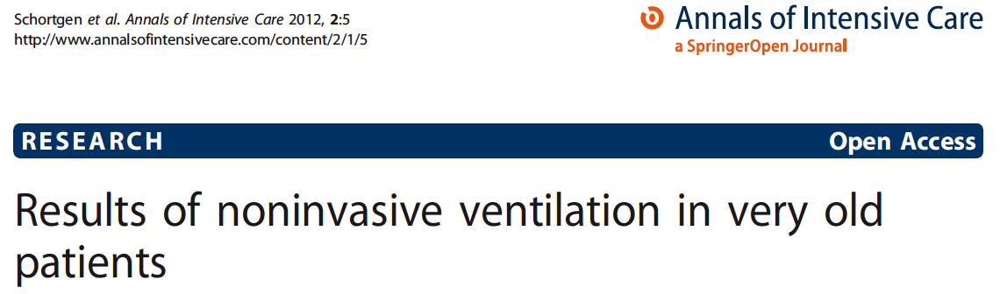 Schortgen et al. Annals of Intensive Care 2012, 2:5
http://www.annalsofintensivecare.com/content/2/1/5
Annals of Intensive Care
a SpringerOpen Journal
RESEARCH
Open Access
Results of noninvasive ventilation in very old
patients